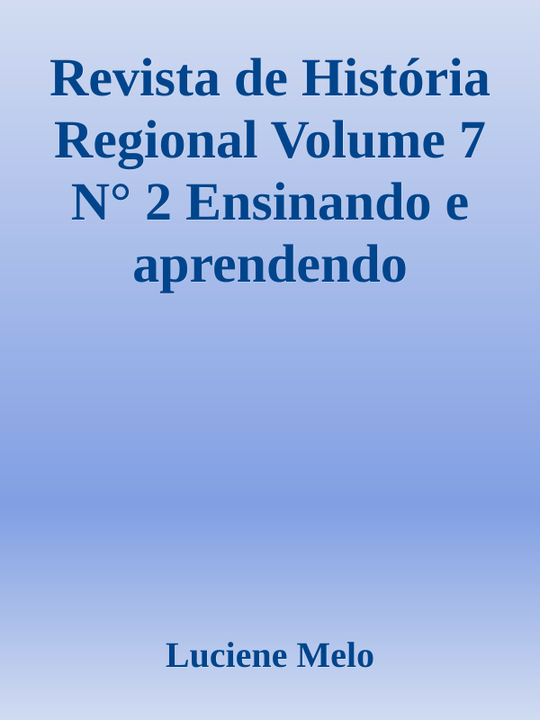 Revista de História
Regional Volume 7
N° 2 Ensinando e
aprendendo
Luciene Melo